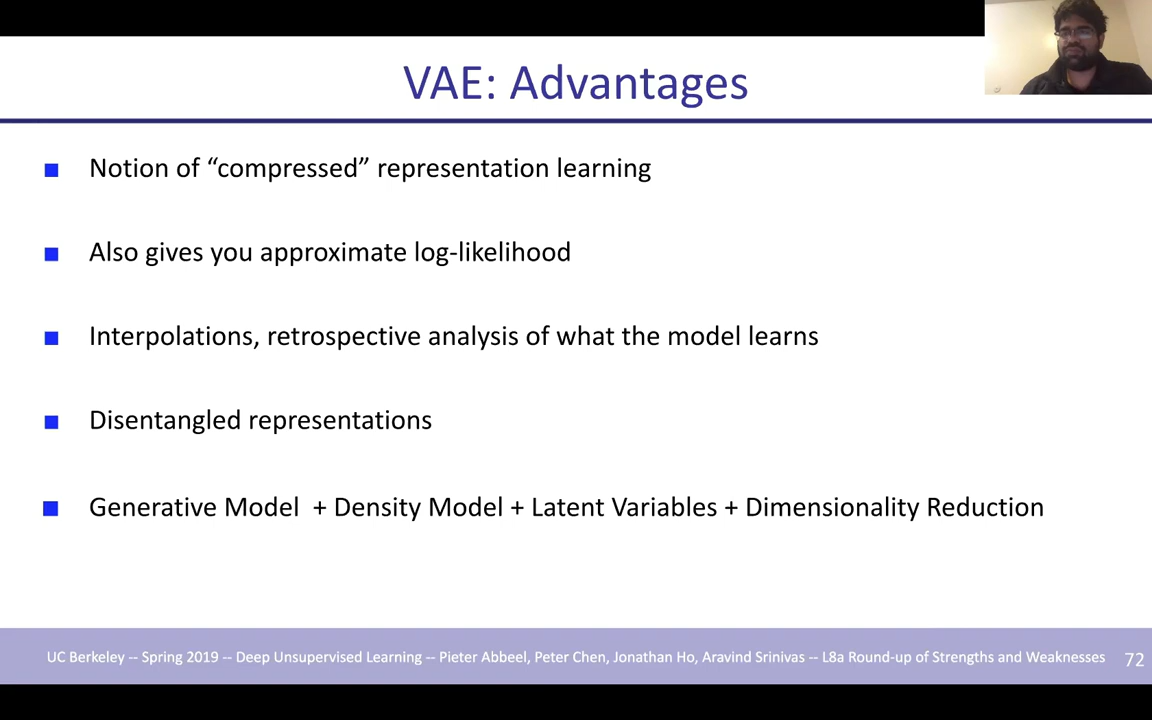 VAE: Advantages
Notion of “compressed” representation learning
Also gives you approximate log-likelihood
Interpolations, retrospective analysis of what the model learns
Disentangled representations
Generative Model + Density Model + Latent Variables + Dimensionality Reduction
UC Berkeley -- Spring 2019 -- Deep Unsupervised Learning -- Pieter Abbeel, Peter Chen, Jonathan Ho, Aravind Srinivas -- L8a Round-up of Strengths and Weaknesses 72